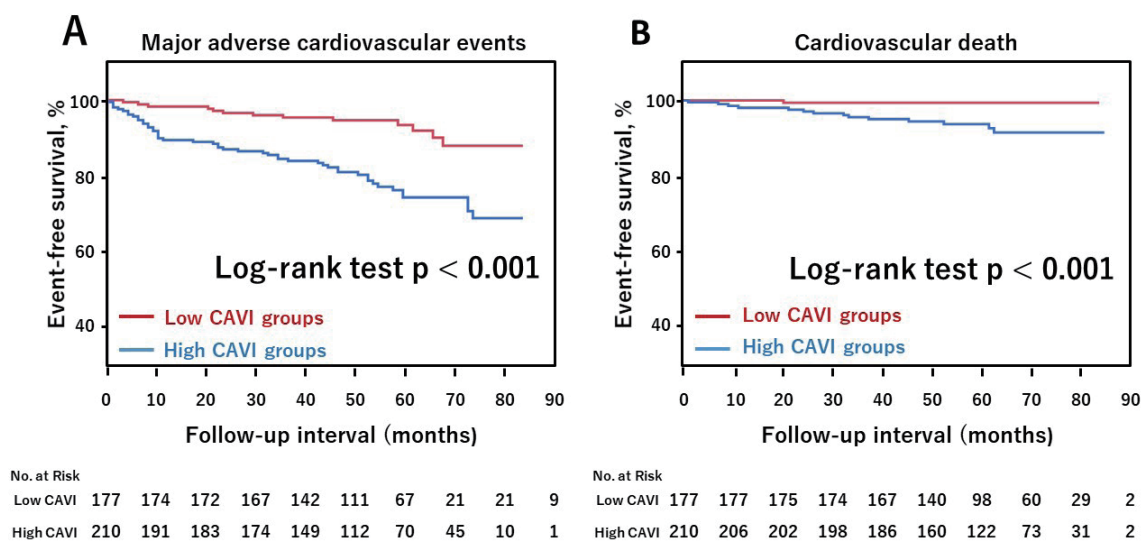 A
Major adverse cardiovascular events
Event-free survival, %
100
80
60
40
Log-rank test p < 0.001
Low CAVI groups
High CAVI groups
0 10 20 30 40 50 60 70 80 90
Follow-up interval (months)
No. at Risk
Low CAVI 177 174 172 167 142 111 67 21 21 9
High CAVI 210 191 183 174 149 112 70 45 10 1
B
Cardiovascular death
Event-free survival, %
100
80
60
40
Log-rank test p < 0.001
Low CAVI groups
High CAVI groups
0 10 20 30 40 50 60 70 80 90
Follow-up interval (months)
No. at Risk
Low CAVI 177 177 175 174 167 140 98 60 29 2
High CAVI 210 206 202 198 186 160 122 73 31 2